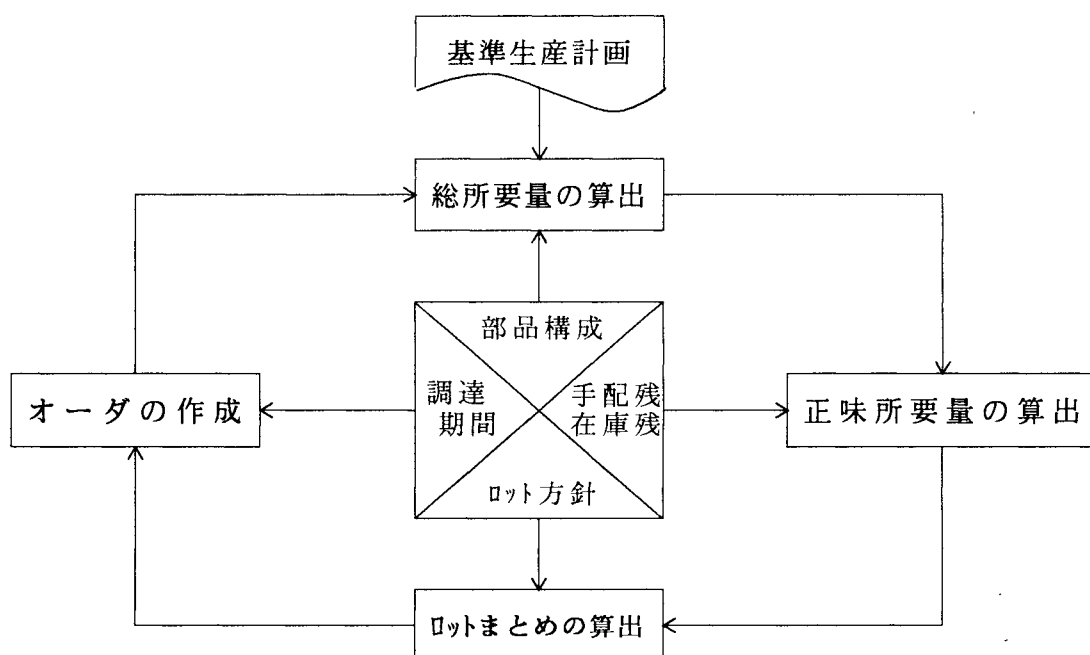 基準生産計画
総所要量の算出
部品構成
オーダの作成
調達
期間
手配残
在庫残
正味所要量の算出
ロット方針
ロットまとめの算出